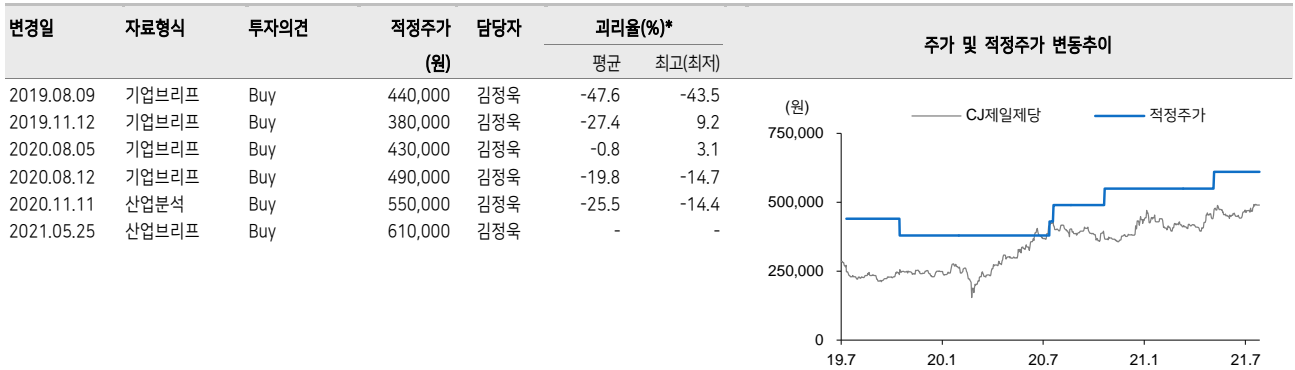 변경일 자료형식 투자의견 적정주가 담당자 괴리율(%)* 주가 및 적정주가 변동추이
(원) 평균 최고(최저)
2019.08.09 기업브리프 Buy 440,000 김정욱 -47.6 -43.5
2019.11.12 기업브리프 Buy 380,000 김정욱 -27.4 9.2
2020.08.05 기업브리프 Buy 430,000 김정욱 -0.8 3.1
2020.08.12 기업브리프 Buy 490,000 김정욱 -19.8 -14.7
2020.11.11 산업분석 Buy 550,000 김정욱 -25.5 -14.4
2021.05.25 산업브리프 Buy 610,000 김정욱 - -
(원) CJ제일제당 적정주가
750,000
500,000
250,000
0
19.7 20.1 20.7 21.1 21.7